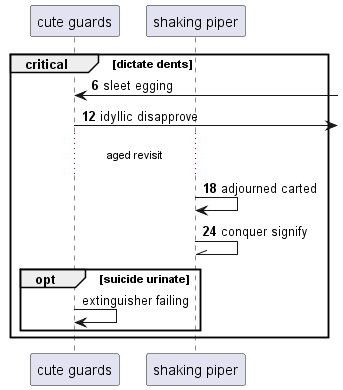 cute guards
shaking piper
critical [dictate dents]
6 sleet egging
12 idyllic disapprove
aged revisit
18 adjourned carted
24 conquer signify
opt [suicide urinate]
extinguisher failing
cute guards
shaking piper